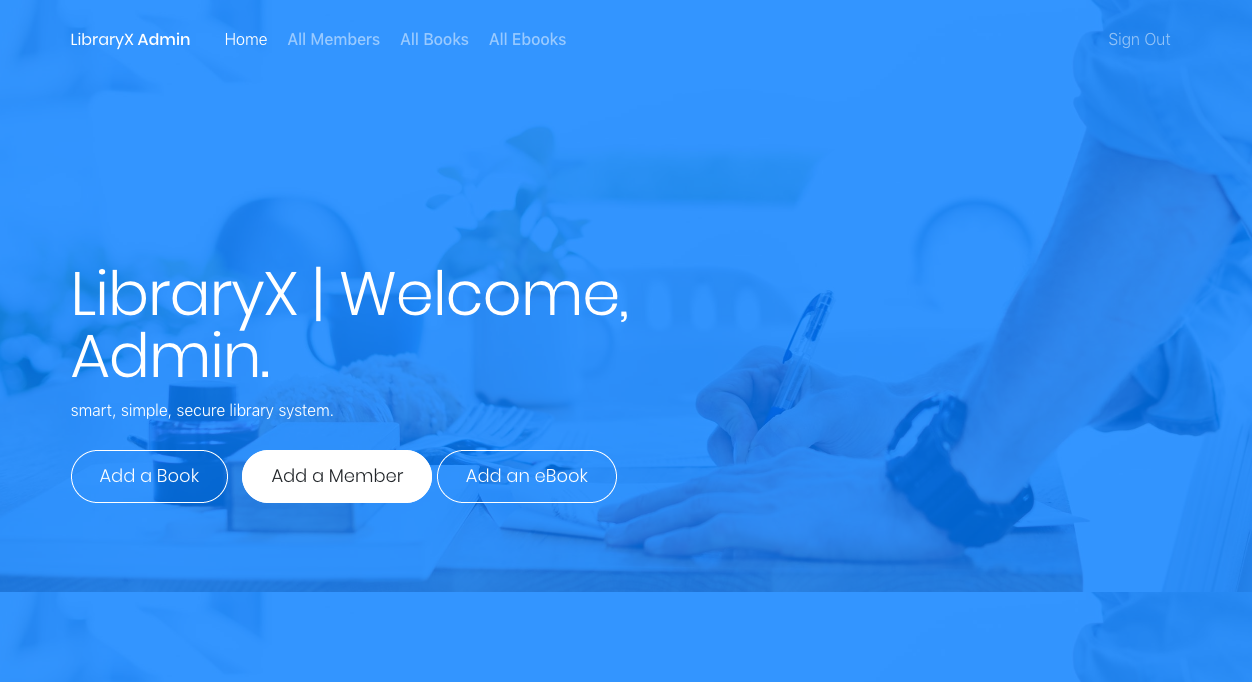 LibraryX Admin Home All Members All Books All Ebooks Sign Out
LibraryX | Welcome,
Admin.
smart, simple, secure library system.
Add a Book Add a Member Add an eBook